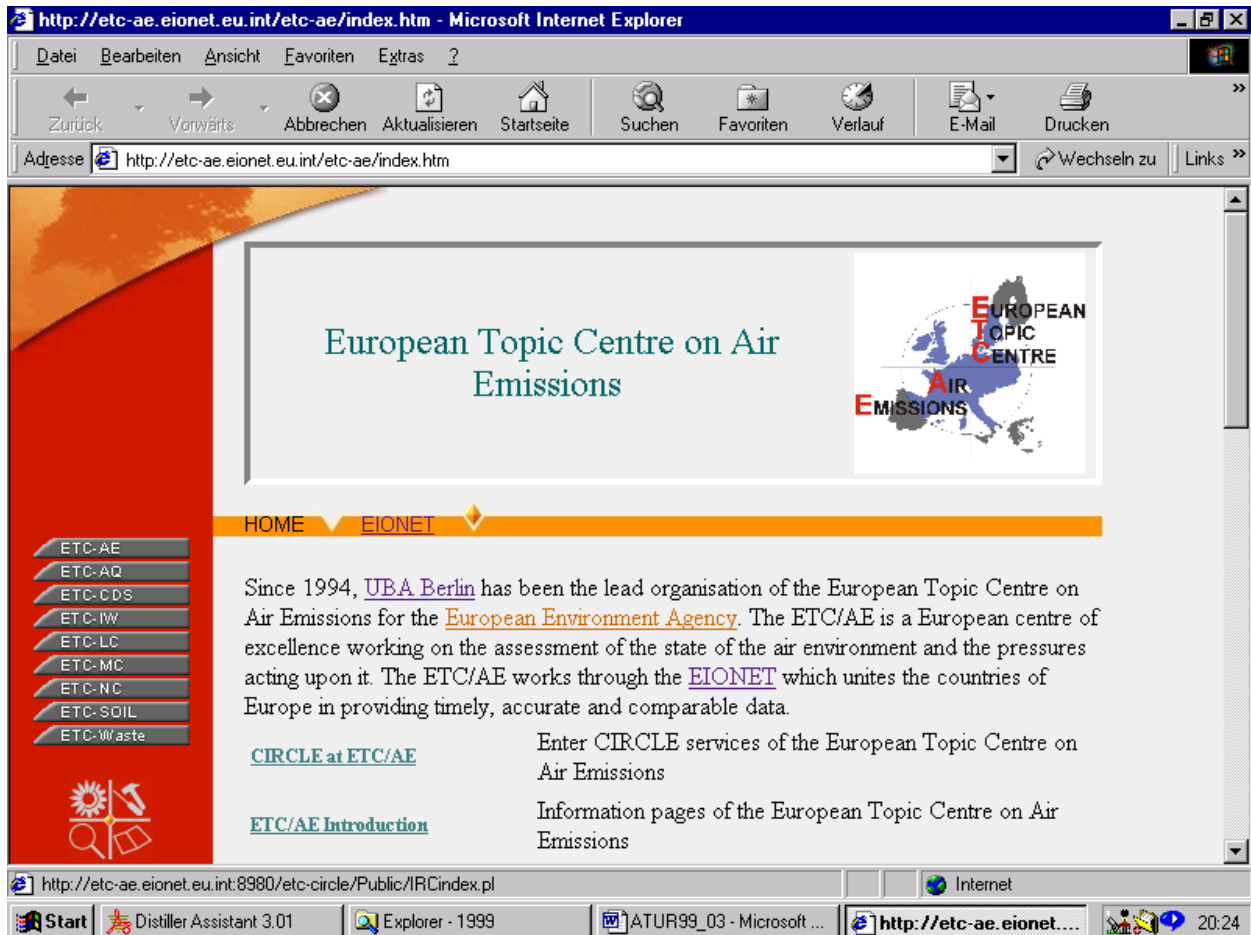 http://etc-ae.eionet.eu.int/etc-ae/index.htm - Microsoft Internet Explorer
Datei Bearbeiten Ansicht Favoriten Extras ?
Zurück Vorwärts Abbrechen Aktualisieren Startseite Suchen Favoriten Verlauf E-Mail Drucken »
Adresse http://etc-ae.eionet.eu.int/etc-ae/index.htm Wechseln zu Links »
European Topic Centre on Air
Emissions
EUROPEAN
TOPIC
CENTRE
AIR
EMISSIONS
HOME EIONET
ETC-AE
ETC-AQ
ETC-CDS
ETC-IW
ETC-LC
ETC-MC
ETC-NC
ETC-SOIL
ETC-Waste
Since 1994, UBA Berlin has been the lead organisation of the European Topic Centre on
Air Emissions for the European Environment Agency. The ETC/AE is a European centre of
excellence working on the assessment of the state of the air environment and the pressures
acting upon it. The ETC/AE works through the EIONET which unites the countries of
Europe in providing timely, accurate and comparable data.
CIRCLE at ETC/AE
Enter CIRCLE services of the European Topic Centre on
Air Emissions
ETC/AE Introduction
Information pages of the European Topic Centre on Air
Emissions
http://etc-ae.eionet.eu.int:8980/etc-circle/Public/IRCindex.pl Internet
Start Distiller Assistant 3.01 Explorer - 1999 ATUR99_03 - Microsoft ... http://etc-ae.eionet.... 20:24